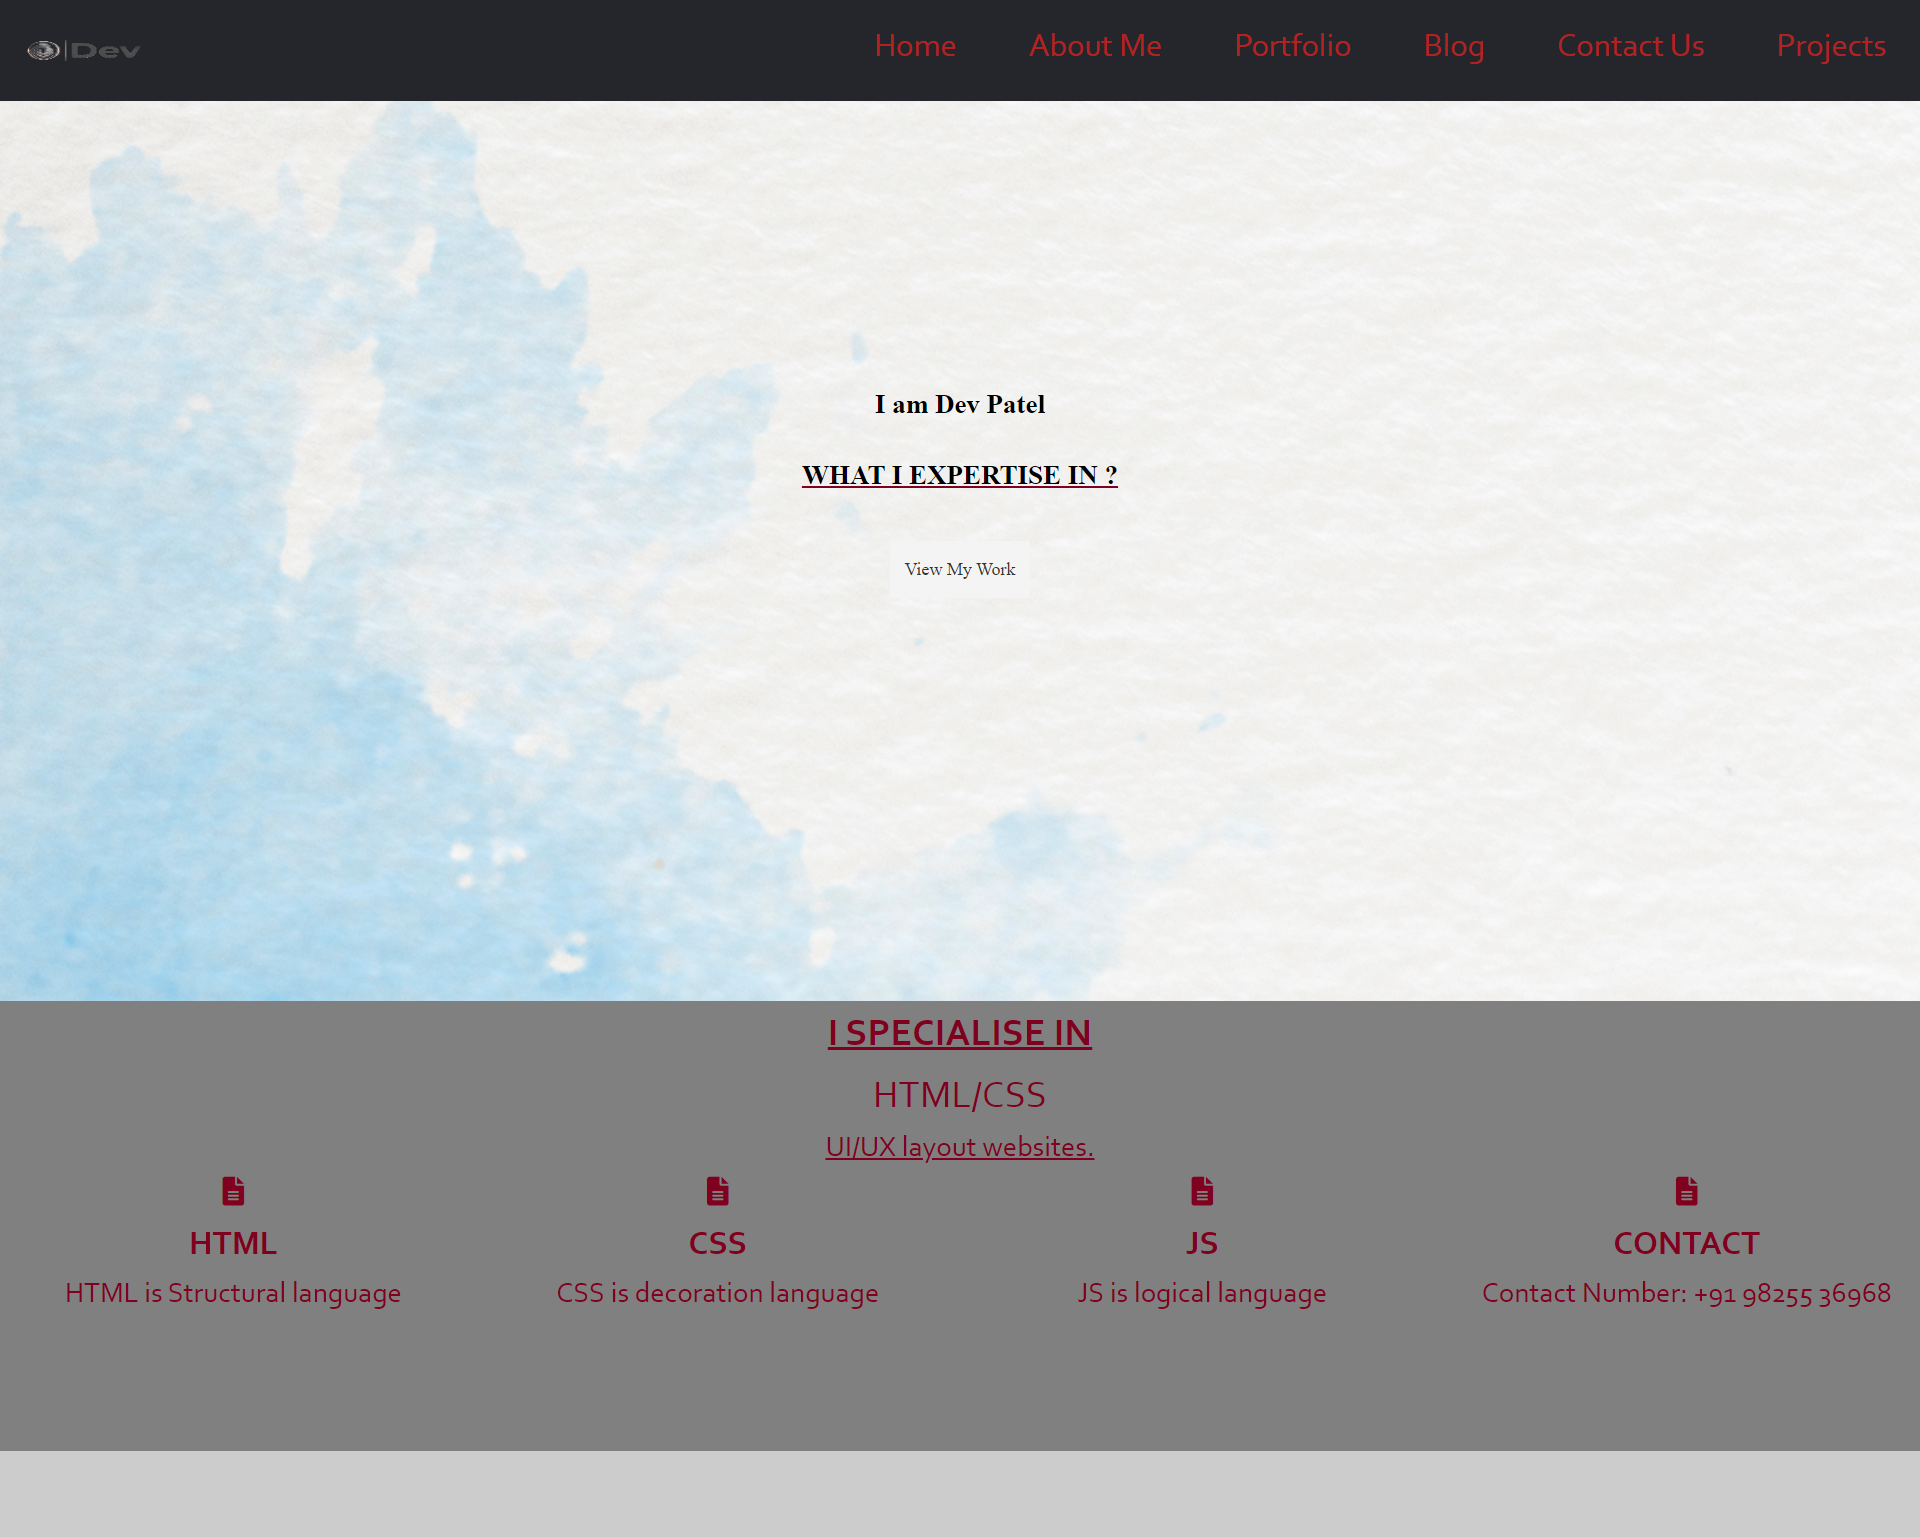 Dev
Home About Me Portfolio Blog Contact Us Projects
I am Dev Patel
WHAT I EXPERTISE IN ?
View My Work
I SPECIALISE IN
HTML/CSS
UI/UX layout websites.
HTML CSS JS CONTACT
HTML is Structural language CSS is decoration language JS is logical language Contact Number: +91 98255 36968